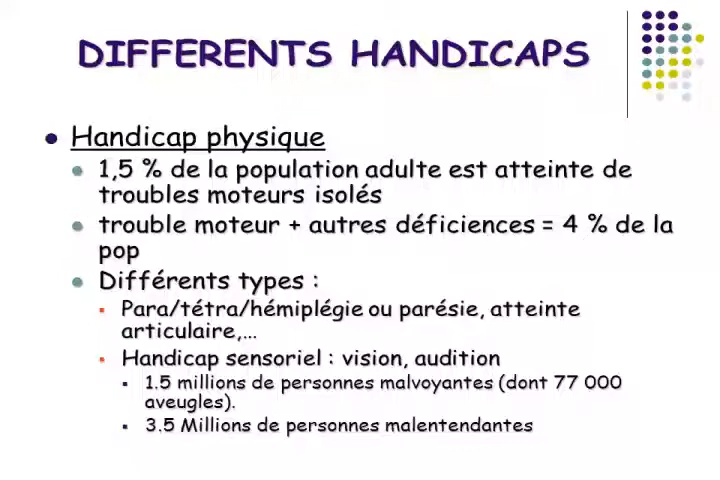 DIFFERENTS HANDICAPS
Handicap physique
1,5 % de la population adulte est atteinte de
troubles moteurs isolés
trouble moteur + autres déficiences = 4 % de la
pop
Différents types :
Para/tétra/hémiplégie ou parésie, atteinte
articulaire,...
Handicap sensoriel : vision, audition
1.5 millions de personnes malvoyantes (dont 77 000
aveugles).
3.5 Millions de personnes malentendantes